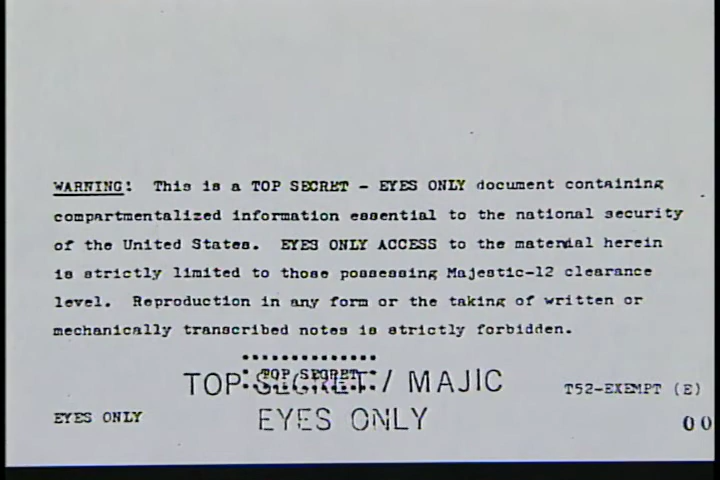 WARNING! This is a TOP SECRET - EYES ONLY document containing
compartmentalized information essential to the national security
of the United States. EYES ONLY ACCESS to the material herein
is strictly limited to those possessing Majestic-12 clearance
level. Reproduction in any form or the taking of written or
mechanically transcribed notes is strictly forbidden.
TOP SECRET
TOP SECRET / MAJIC
T52-EXEMPT (E)
EYES ONLY
EYES ONLY
00